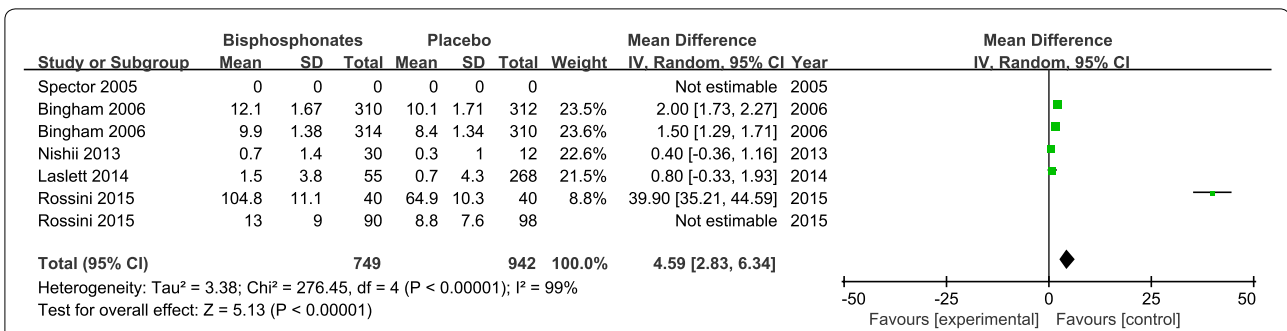 Bisphosphonates Placebo Mean Difference Mean Difference
Study or Subgroup Mean SD Total Mean SD Total Weight IV, Random, 95% CI Year IV, Random, 95% CI
Spector 2005 0 0 0 0 0 0 Not estimable 2005
Bingham 2006 12.1 1.67 310 10.1 1.71 312 23.5% 2.00 [1.73, 2.27] 2006
Bingham 2006 9.9 1.38 314 8.4 1.34 310 23.6% 1.50 [1.29, 1.71] 2006
Nishii 2013 0.7 1.4 30 0.3 1 12 22.6% 0.40 [-0.36, 1.16] 2013
Laslett 2014 1.5 3.8 55 0.7 4.3 268 21.5% 0.80 [-0.33, 1.93] 2014
Rossini 2015 104.8 11.1 40 64.9 10.3 40 8.8% 39.90 [35.21, 44.59] 2015
Rossini 2015 13 9 90 8.8 7.6 98 Not estimable 2015
Total (95% CI) 749 942 100.0% 4.59 [2.83, 6.34]
Heterogeneity: Tau² = 3.38; Chi² = 276.45, df = 4 (P < 0.00001); I² = 99%
Test for overall effect: Z = 5.13 (P < 0.00001)
-50 0 25 50
Favours [experimental] Favours [control]